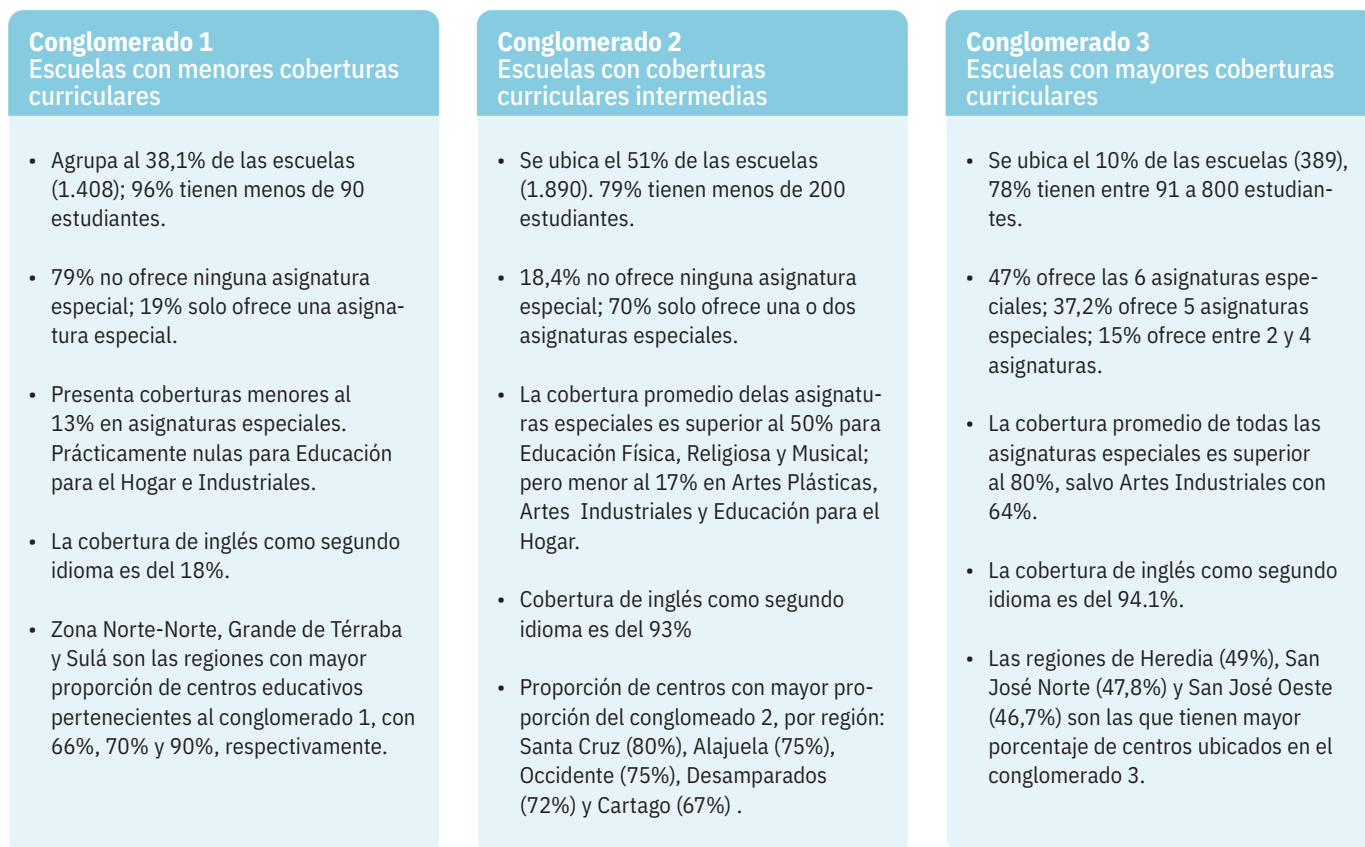 Conglomerado 1
Escuelas con menores coberturas
curriculares
• Agrupa al 38,1% de las escuelas
(1.408); 96% tienen menos de 90
estudiantes.
• 79% no ofrece ninguna asignatura
especial; 19% solo ofrece una asigna-
tura especial.
• Presenta coberturas menores al
13% en asignaturas especiales.
Prácticamente nulas para Educación
para el Hogar e Industriales.
• La cobertura de inglés como segundo
idioma es del 18%.
• Zona Norte-Norte, Grande de Térraba
y Sulá son las regiones con mayor
proporción de centros educativos
pertenecientes al conglomerado 1, con
66%, 70% y 90%, respectivamente.
Conglomerado 2
Escuelas con coberturas
curriculares intermedias
• Se ubica el 51% de las escuelas
(1.890). 79% tienen menos de 200
estudiantes.
• 18,4% no ofrece ninguna asignatura
especial; 70% solo ofrece una o dos
asignaturas especiales.
• La cobertura promedio delas asignatu-
ras especiales es superior al 50% para
Educación Física, Religiosa y Musical;
pero menor al 17% en Artes Plásticas,
Artes Industriales y Educación para el
Hogar.
• Cobertura de inglés como segundo
idioma es del 93%
• Proporción de centros con mayor pro-
porción del conglomeado 2, por región:
Santa Cruz (80%), Alajuela (75%),
Occidente (75%), Desamparados
(72%) y Cartago (67%) .
Conglomerado 3
Escuelas con mayores coberturas
curriculares
• Se ubica el 10% de las escuelas (389),
78% tienen entre 91 a 800 estudian-
tes.
• 47% ofrece las 6 asignaturas espe-
ciales; 37,2% ofrece 5 asignaturas
especiales; 15% ofrece entre 2 y 4
asignaturas.
• La cobertura promedio de todas las
asignaturas especiales es superior
al 80%, salvo Artes Industriales con
64%.
• La cobertura de inglés como segundo
idioma es del 94.1%.
• Las regiones de Heredia (49%), San
José Norte (47,8%) y San José Oeste
(46,7%) son las que tienen mayor
porcentaje de centros ubicados en el
conglomerado 3.